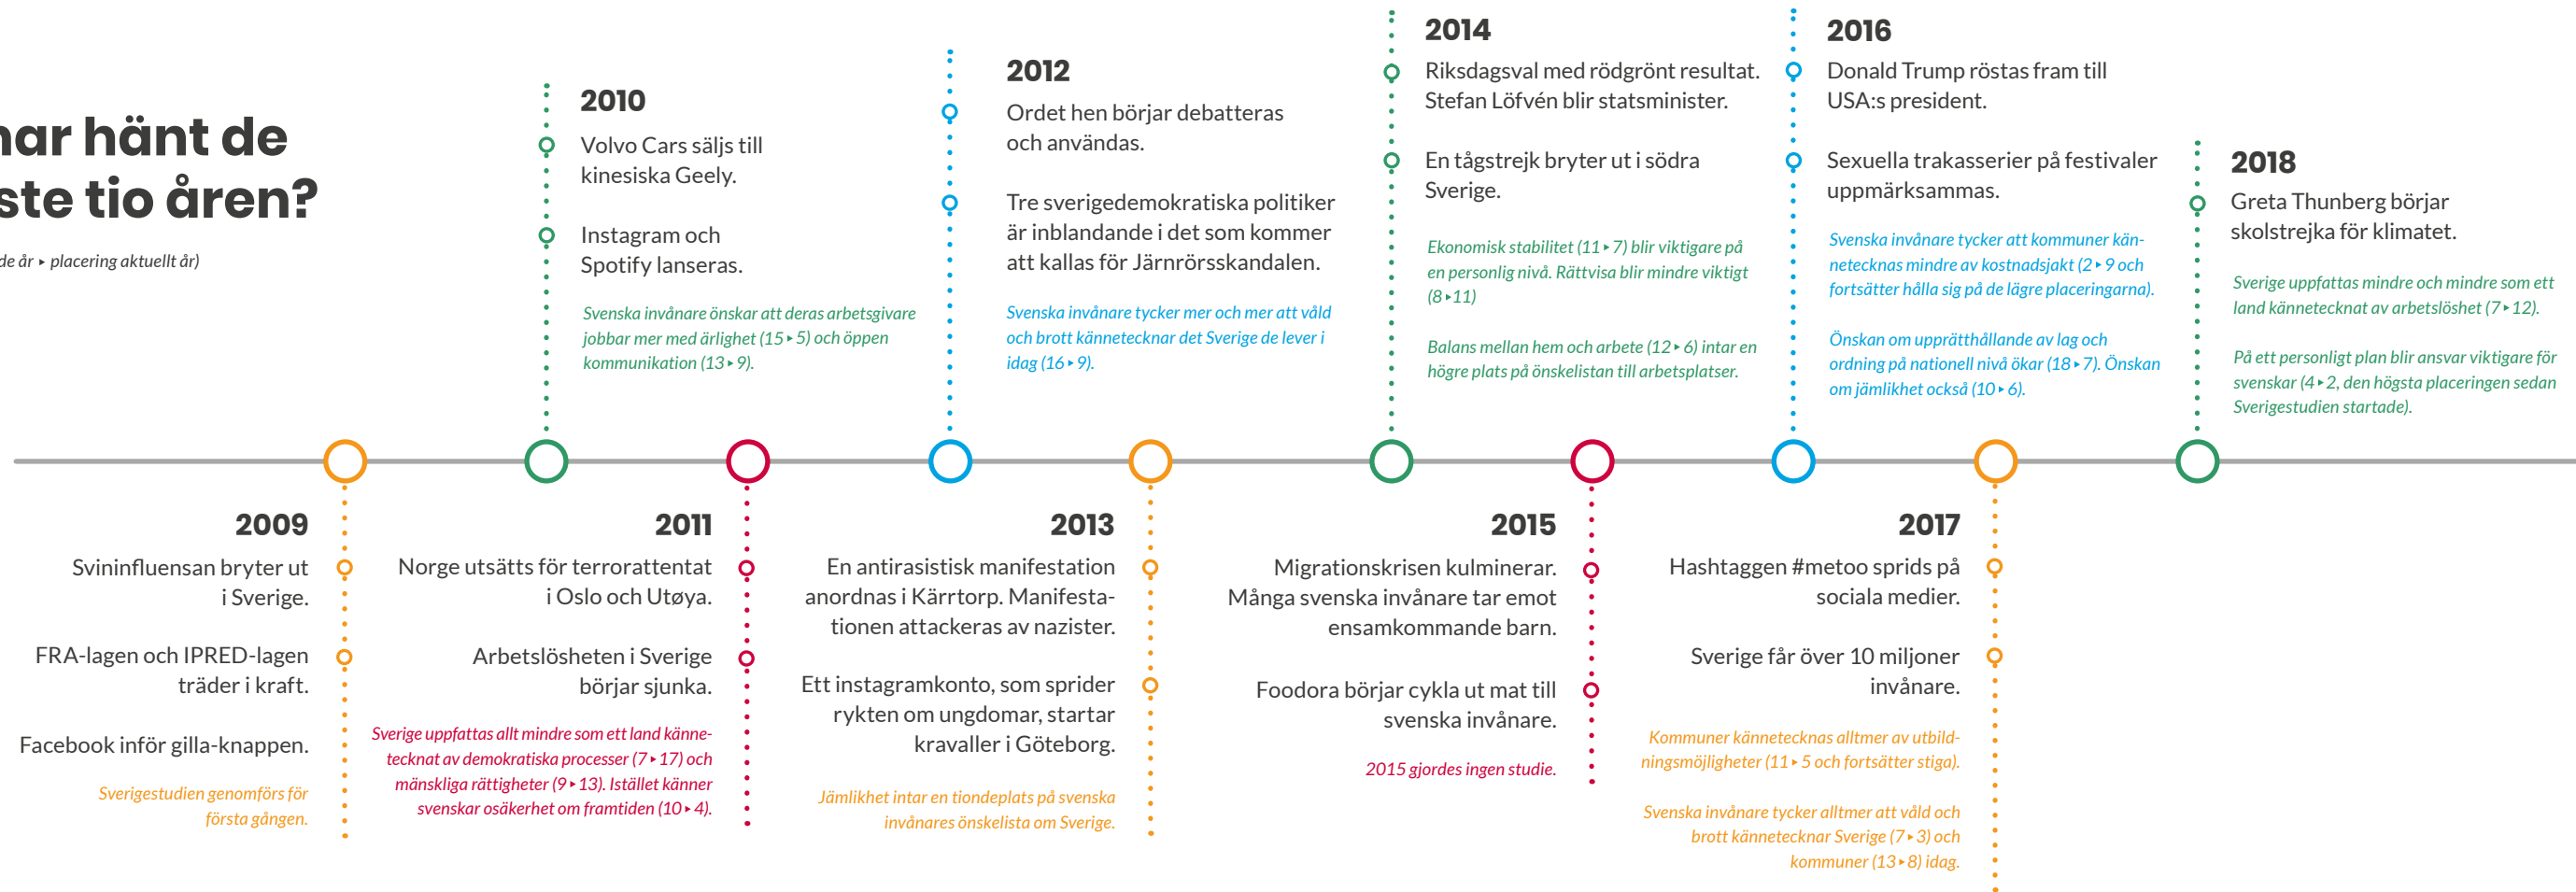 har hänt de
ste tio åren?
de år ▸ placering aktuellt år)
2009
Svininfluensan bryter ut
i Sverige.
FRA-lagen och IPRED-lagen
träder i kraft.
Facebook inför gilla-knappen.
Sverigestudien genomförs för
första gången.
2010
Volvo Cars säljs till
kinesiska Geely.
Instagram och
Spotify lanseras.
Svenska invånare önskar att deras arbetsgivare
jobbar mer med ärlighet (15 ▸ 5) och öppen
kommunikation (13 ▸ 9).
2011
Norge utsätts för terrorattentat
i Oslo och Utøya.
Arbetslösheten i Sverige
börjar sjunka.
Sverige uppfattas allt mindre som ett land känne-
tecknat av demokratiska processer (7 ▸ 17) och
mänskliga rättigheter (9 ▸ 13). Istället känner
svenskar osäkerhet om framtiden (10 ▸ 4).
2012
Ordet hen börjar debatteras
och användas.
Tre sverigedemokratiska politiker
är inblandande i det som kommer
att kallas för Järnrörsskandalen.
Svenska invånare tycker mer och mer att våld
och brott kännetecknar det Sverige de lever i
idag (16 ▸ 9).
2013
En antirasistisk manifestation
anordnas i Kärrtorp. Manifesta-
tionen attackeras av nazister.
Ett instagramkonto, som sprider
rykten om ungdomar, startar
kravaller i Göteborg.
Jämlikhet intar en tiondeplats på svenska
invånares önskelista om Sverige.
2014
Riksdagsval med rödgrönt resultat.
Stefan Löfvén blir statsminister.
En tågstrejk bryter ut i södra
Sverige.
Ekonomisk stabilitet (11 ▸ 7) blir viktigare på
en personlig nivå. Rättvisa blir mindre viktigt
(8 ▸11)
Balans mellan hem och arbete (12 ▸ 6) intar en
högre plats på önskelistan till arbetsplatser.
2015
Migrationskrisen kulminerar.
Många svenska invånare tar emot
ensamkommande barn.
Foodora börjar cykla ut mat till
svenska invånare.
2015 gjordes ingen studie.
2016
Donald Trump röstas fram till
USA:s president.
Sexuella trakasserier på festivaler
uppmärksammas.
Svenska invånare tycker att kommuner kän-
netecknas mindre av kostnadsjakt (2 ▸ 9 och
fortsätter hålla sig på de lägre placeringarna).
Önskan om upprätthållande av lag och
ordning på nationell nivå ökar (18 ▸ 7). Önskan
om jämlikhet också (10 ▸ 6).
2017
Hashtaggen #metoo sprids på
sociala medier.
Sverige får över 10 miljoner
invånare.
Kommuner kännetecknas alltmer av utbild-
ningsmöjligheter (11 ▸ 5 och fortsätter stiga).
Svenska invånare tycker alltmer att våld och
brott kännetecknar Sverige (7 ▸ 3) och
kommuner (13 ▸ 8) idag.
2018
Greta Thunberg börjar
skolstrejka för klimatet.
Sverige uppfattas mindre och mindre som ett
land kännetecknat av arbetslöshet (7 ▸ 12).
På ett personligt plan blir ansvar viktigare för
svenskar (4 ▸ 2, den högsta placeringen sedan
Sverigestudien startade).